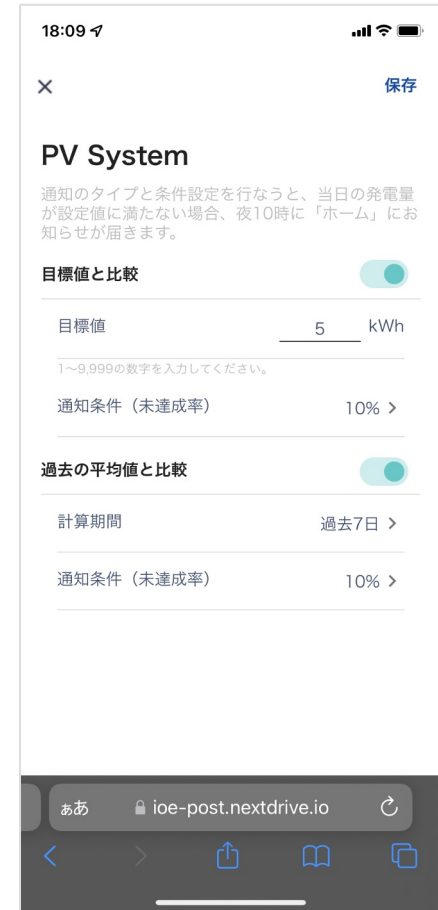 18:09
保存
PV System
通知のタイプと条件設定を行なうと、当日の発電量
が設定値に満たない場合、夜10時に「ホーム」にお
知らせが届きます。
目標値と比較
目標値 5 kWh
1〜9,999の数字を入力してください。
通知条件（未達成率） 10% >
過去の平均値と比較
計算期間 過去7日 >
通知条件（未達成率） 10% >
ぁあ ioe-post.nextdrive.io